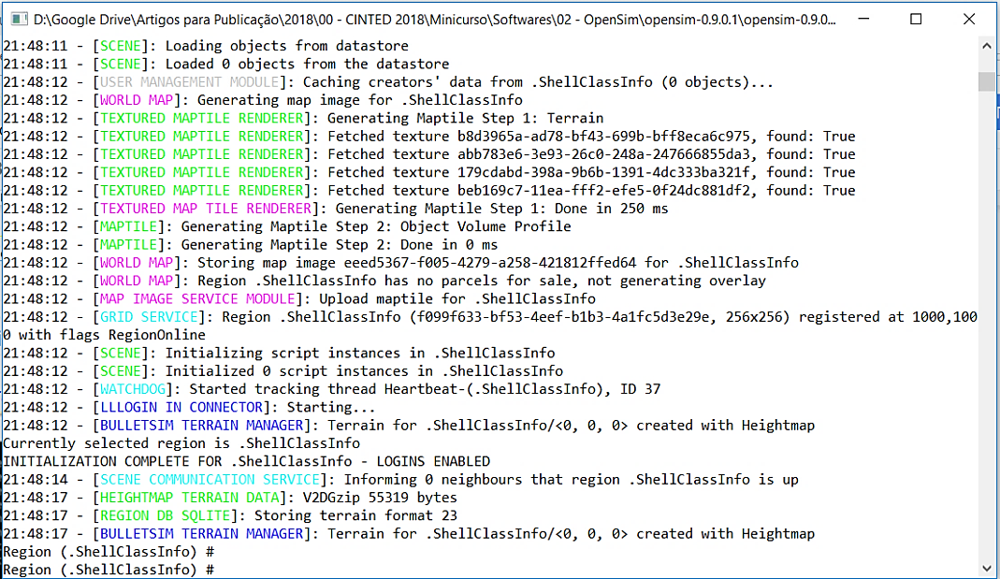 D:\Google Drive\Artigos para Publicação\2018\00 - CINTED 2018\Minicurso\Softwares\02 - OpenSim\opensim-0.9.0.1\opensim-0.9.0...
21:48:11 - [SCENE]: Loading objects from datastore
21:48:11 - [SCENE]: Loaded 0 objects from the datastore
21:48:12 - [USER MANAGEMENT MODULE]: Caching creators' data from .ShellClassInfo (0 objects)...
21:48:12 - [WORLD MAP]: Generating map image for .ShellClassInfo
21:48:12 - [TEXTURED MAPTILE RENDERER]: Generating Maptile Step 1: Terrain
21:48:12 - [TEXTURED MAPTILE RENDERER]: Fetched texture b8d3965a-ad78-bf43-699b-bff8eca6c975, found: True
21:48:12 - [TEXTURED MAPTILE RENDERER]: Fetched texture abb783e6-3e93-26c0-248a-247666855da3, found: True
21:48:12 - [TEXTURED MAPTILE RENDERER]: Fetched texture 179cdabd-398a-9b6b-1391-4dc333ba321f, found: True
21:48:12 - [TEXTURED MAPTILE RENDERER]: Fetched texture beb169c7-11ea-fff2-efe5-0f24dc881df2, found: True
21:48:12 - [TEXTURED MAP TILE RENDERER]: Generating Maptile Step 1: Done in 250 ms
21:48:12 - [MAPTILE]: Generating Maptile Step 2: Object Volume Profile
21:48:12 - [MAPTILE]: Generating Maptile Step 2: Done in 0 ms
21:48:12 - [WORLD MAP]: Storing map image eeed5367-f005-4279-a258-421812ffed64 for .ShellClassInfo
21:48:12 - [WORLD MAP]: Region .ShellClassInfo has no parcels for sale, not generating overlay
21:48:12 - [MAP IMAGE SERVICE MODULE]: Upload maptile for .ShellClassInfo
21:48:12 - [GRID SERVICE]: Region .ShellClassInfo (f099f633-bf53-4eef-b1b3-4a1fc5d3e29e, 256x256) registered at 1000,100
0 with flags RegionOnline
21:48:12 - [SCENE]: Initializing script instances in .ShellClassInfo
21:48:12 - [SCENE]: Initialized 0 script instances in .ShellClassInfo
21:48:12 - [WATCHDOG]: Started tracking thread Heartbeat-(.ShellClassInfo), ID 37
21:48:12 - [LLLOGIN IN CONNECTOR]: Starting...
21:48:12 - [BULLETSIM TERRAIN MANAGER]: Terrain for .ShellClassInfo/<0, 0, 0> created with Heightmap
Currently selected region is .ShellClassInfo
INITIALIZATION COMPLETE FOR .ShellClassInfo - LOGINS ENABLED
21:48:14 - [SCENE COMMUNICATION SERVICE]: Informing 0 neighbours that region .ShellClassInfo is up
21:48:17 - [HEIGHTMAP TERRAIN DATA]: V2DGzip 55319 bytes
21:48:17 - [REGION DB SQLITE]: Storing terrain format 23
21:48:17 - [BULLETSIM TERRAIN MANAGER]: Terrain for .ShellClassInfo/<0, 0, 0> created with Heightmap
Region (.ShellClassInfo) #
Region (.ShellClassInfo) #